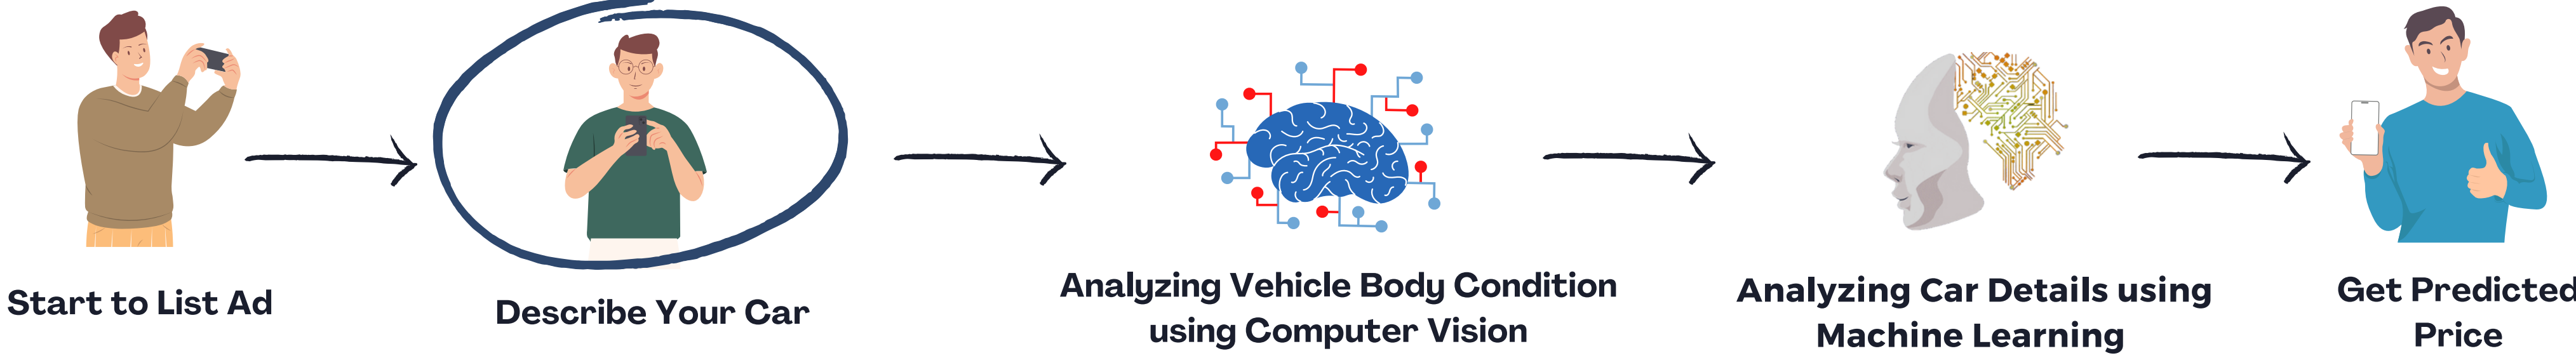 Start to List Ad
Describe Your Car
Analyzing Vehicle Body Condition
using Computer Vision
Analyzing Car Details using
Machine Learning
Get Predicted
Price